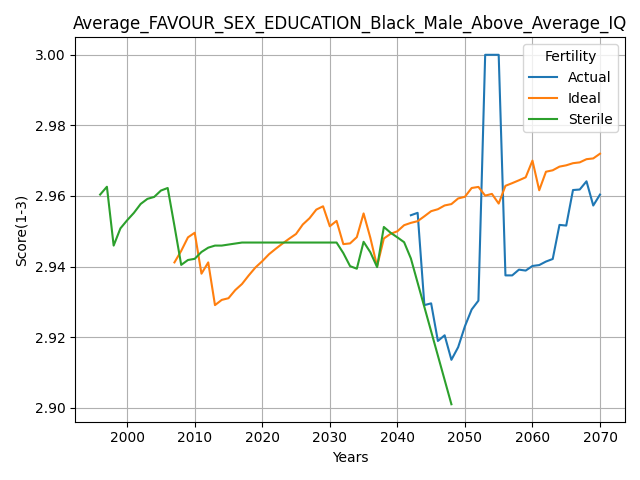 Average_FAVOUR_SEX_EDUCATION_Black_Male_Above_Average_IQ
Fertility
Actual
Ideal
Sterile
Score(1-3)
3.00
2.98
2.96
2.94
2.92
2.90
2000 2010 2020 2030 2040 2050 2060 2070
Years